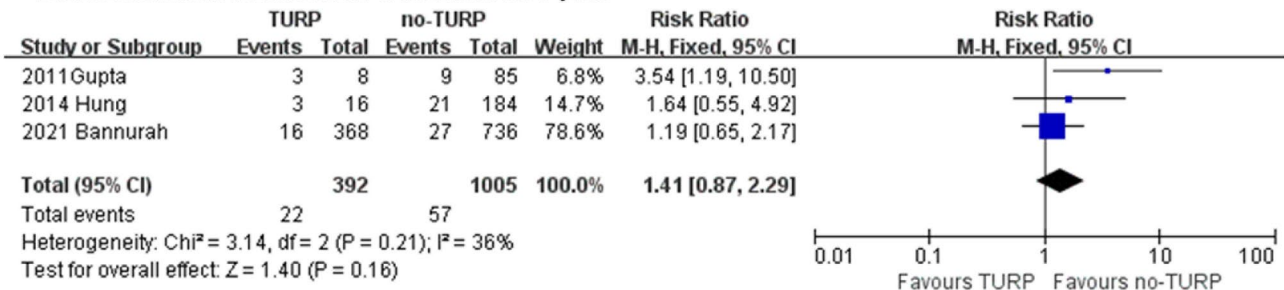 TURP no-TURP Risk Ratio Risk Ratio
Study or Subgroup Events Total Events Total Weight M-H, Fixed, 95% CI M-H, Fixed, 95% CI
2011Gupta 3 8 9 85 6.8% 3.54 [1.19, 10.50]
2014 Hung 3 16 21 184 14.7% 1.64 [0.55, 4.92]
2021 Bannurah 16 368 27 736 78.6% 1.19 [0.65, 2.17]
Total (95% CI) 392 1005 100.0% 1.41 [0.87, 2.29]
Total events 22 57
Heterogeneity: Chi² = 3.14, df = 2 (P = 0.21); I² = 36%
Test for overall effect: Z = 1.40 (P = 0.16)
0.01 0.1 1 10 100
Favours TURP Favours no-TURP